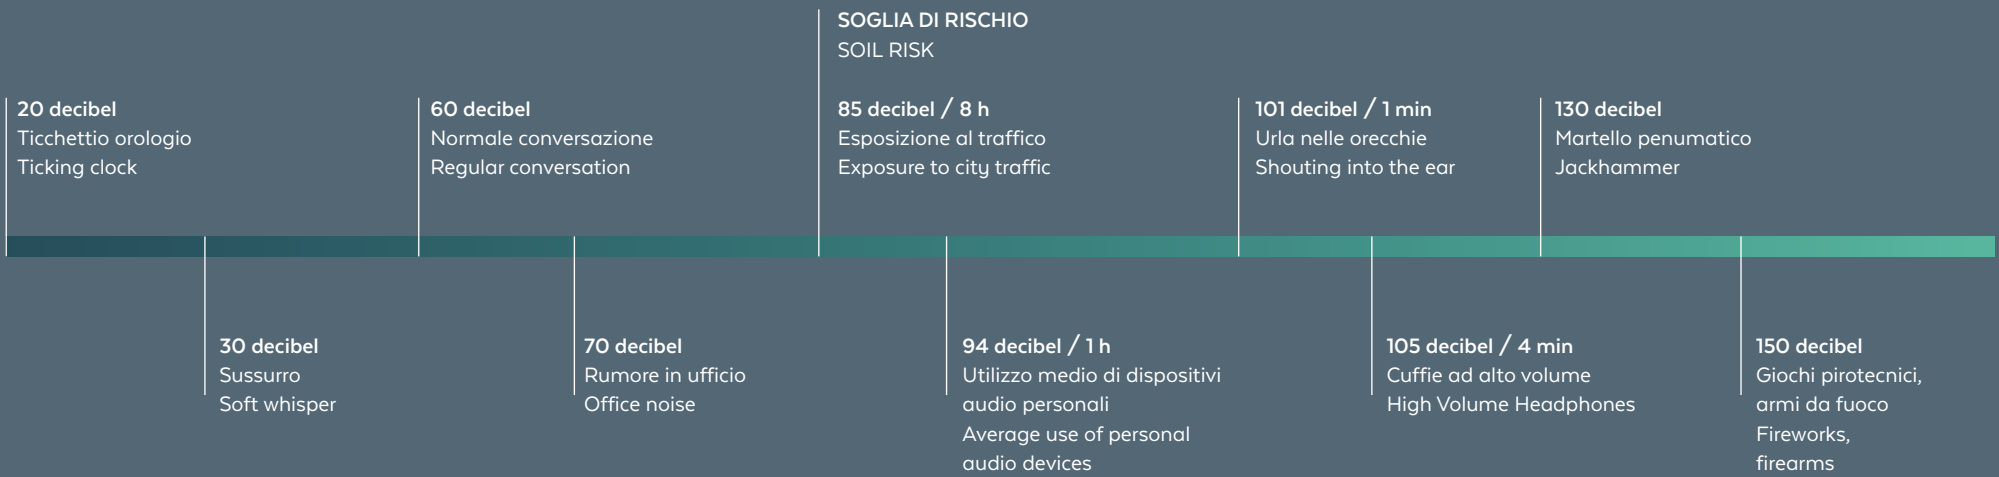 SOGLIA DI RISCHIO
SOIL RISK
20 decibel
Ticchettio orologio
Ticking clock
60 decibel
Normale conversazione
Regular conversation
85 decibel / 8 h
Esposizione al traffico
Exposure to city traffic
101 decibel / 1 min
Urla nelle orecchie
Shouting into the ear
130 decibel
Martello penumatico
Jackhammer
30 decibel
Sussurro
Soft whisper
70 decibel
Rumore in ufficio
Office noise
94 decibel / 1 h
Utilizzo medio di dispositivi
audio personali
Average use of personal
audio devices
105 decibel / 4 min
Cuffie ad alto volume
High Volume Headphones
150 decibel
Giochi pirotecnici,
armi da fuoco
Fireworks,
firearms